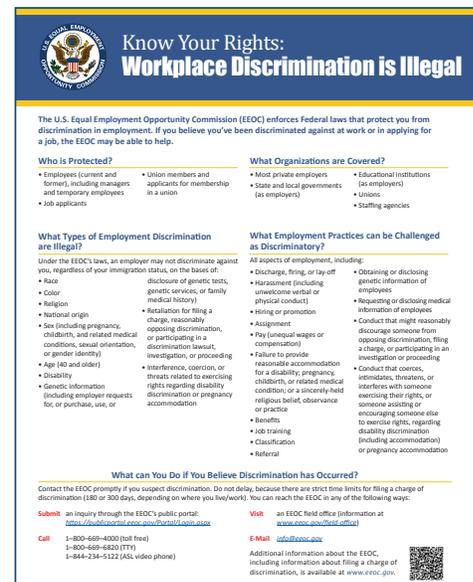 U.S. EQUAL EMPLOYMENT OPPORTUNITY COMMISSION
Know Your Rights:
Workplace Discrimination is Illegal
The U.S. Equal Employment Opportunity Commission (EEOC) enforces Federal laws that protect you from
discrimination in employment. If you believe you've been discriminated against at work or in applying for
a job, the EEOC may be able to help.
Who is Protected?
• Employees (current and
former), including managers
and temporary employees
• Job applicants
• Union members and
applicants for membership
in a union
What Organizations are Covered?
• Most private employers
• State and local governments
(as employers)
• Educational institutions
(as employers)
• Unions
• Staffing agencies
What Types of Employment Discrimination
are Illegal?
Under the EEOC's laws, an employer may not discriminate against
you, regardless of your immigration status, on the bases of:
• Race
• Color
• Religion
• National origin
• Sex (including pregnancy,
childbirth, and related medical
conditions, sexual orientation,
or gender identity)
• Age (40 and older)
• Disability
• Genetic information
(including employer requests
for, or purchase, use, or
disclosure of genetic tests,
genetic services, or family
medical history)
• Retaliation for filing a
charge, reasonably
opposing discrimination,
or participating in a
discrimination lawsuit,
investigation, or proceeding
• Interference, coercion, or
threats related to exercising
rights regarding disability
discrimination or pregnancy
accommodation
What Employment Practices can be Challenged
as Discriminatory?
All aspects of employment, including:
• Discharge, firing, or lay-off
• Harassment (including
unwelcome verbal or
physical conduct)
• Hiring or promotion
• Assignment
• Pay (unequal wages or
compensation)
• Failure to provide
reasonable accommodation
for a disability; pregnancy,
childbirth, or related medical
condition; or a sincerely-held
religious belief, observance
or practice
• Benefits
• Job training
• Classification
• Referral
• Obtaining or disclosing
genetic information of
employees
• Requesting or disclosing medical
information of employees
• Conduct that might reasonably
discourage someone from
opposing discrimination, filing
a charge, or participating in an
investigation or proceeding
• Conduct that coerces,
intimidates, threatens, or
interferes with someone
exercising their rights, or
someone assisting or
encouraging someone else
to exercise rights, regarding
disability discrimination
(including accommodation)
or pregnancy accommodation
What can You Do if You Believe Discrimination has Occurred?
Contact the EEOC promptly if you suspect discrimination. Do not delay, because there are strict time limits for filing a charge of
discrimination (180 or 300 days, depending on where you live/work). You can reach the EEOC in any of the following ways:
Submit an inquiry through the EEOC's public portal:
https://publicportal.eeoc.gov/Portal/Login.aspx
Call 1–800–669–4000 (toll free)
1–800–669–6820 (TTY)
1–844–234–5122 (ASL video phone)
Visit an EEOC field office (information at
www.eeoc.gov/field-office)
E-Mail info@eeoc.gov
Additional information about the EEOC,
including information about filing a charge of
discrimination, is available at www.eeoc.gov.